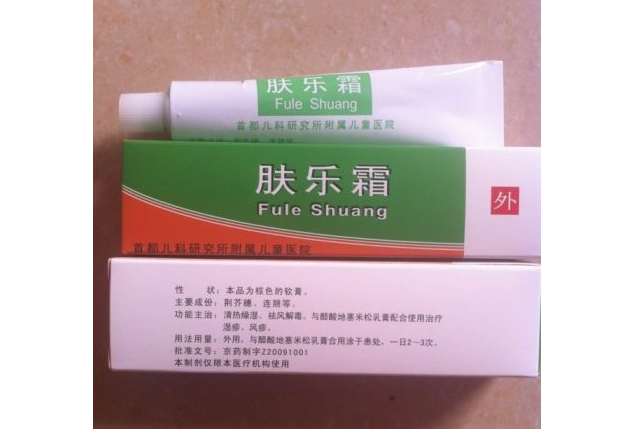 肤乐霜
Fule Shuang
首都儿科研究所附属儿童医院
肤乐霜
Fule Shuang
外
首都儿科研究所附属儿童医院
性　　状：本品为棕色的软膏。
主要成份：荆芥穗、连翘等。
功能主治：清热燥湿、祛风解毒。与醋酸地塞米松乳膏配合使用治疗
湿疹、风疹。
用法用量：外用。与醋酸地塞米松乳膏合用涂于患处，一日2～3次。
批准文号：京药制字Z20091001
本制剂仅限本医疗机构使用